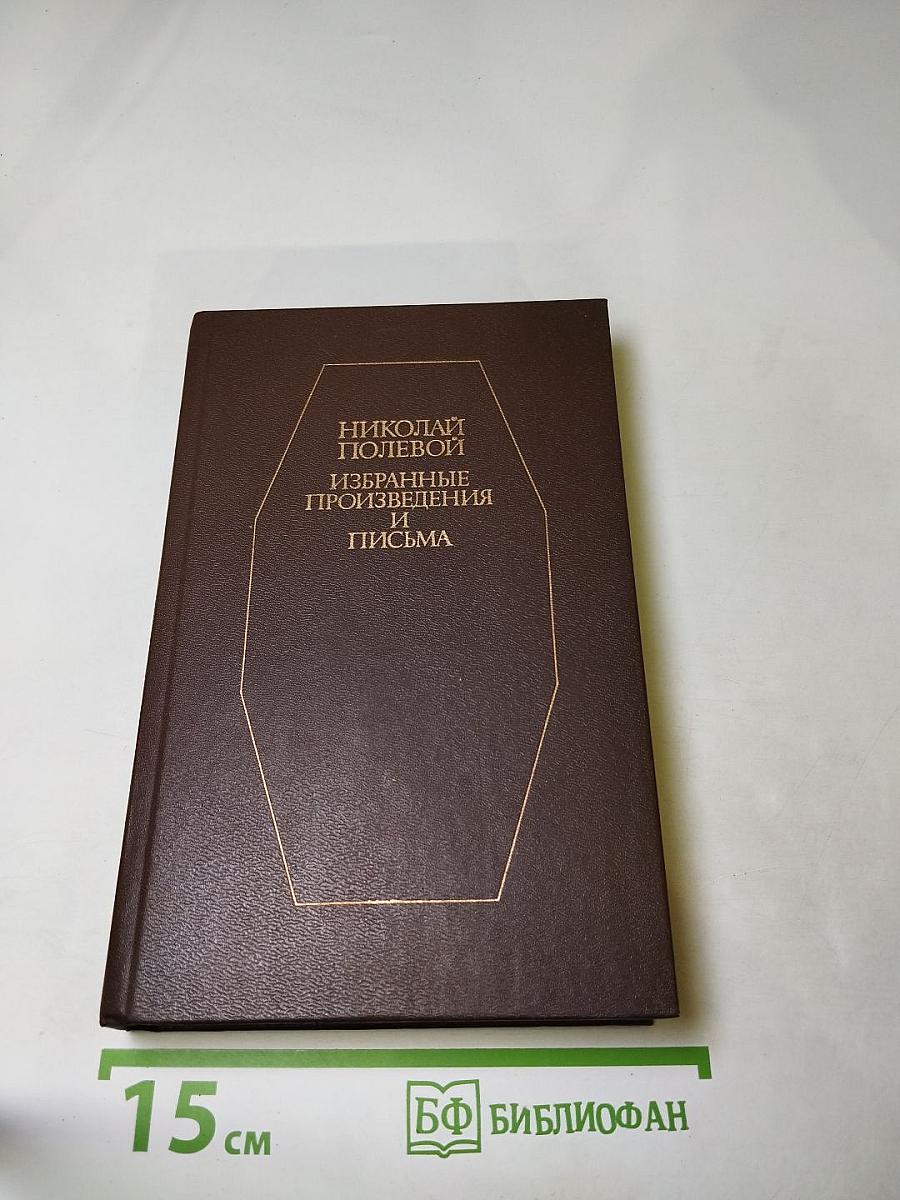 НИКОЛАЙ
ПОЛЕВОЙ
ИЗБРАННЫЕ
ПРОИЗВЕДЕНИЯ
И
ПИСЬМА
15 см
БФ БИБЛИОФАН